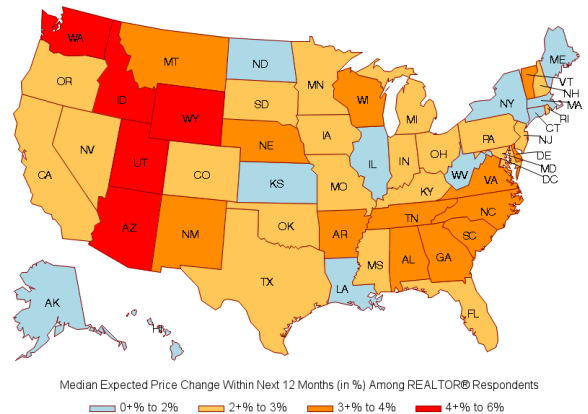 WA
MT
ND
ME
OR
ID
MN
VT
NH
WY
SD
WI
NY
MA
MI
RI
CT
NV
NE
IA
PA
NJ
CA
UT
CO
IL
IN
OH
DE
MD
DC
KS
MO
WV
VA
KY
AZ
NM
OK
AR
TN
NC
SC
TX
MS
AL
GA
LA
FL
AK
HI
Median Expected Price Change Within Next 12 Months (in %) Among REALTOR® Respondents
0+% to 2% 2+% to 3% 3+% to 4% 4+% to 6%